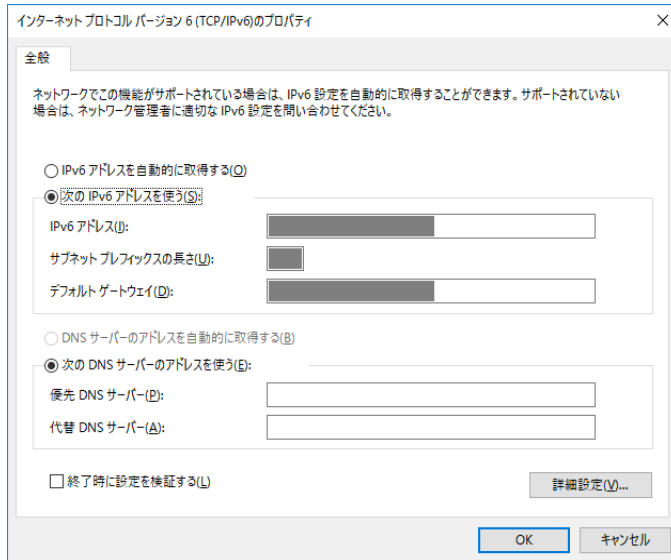 インターネット プロトコル バージョン 6 (TCP/IPv6)のプロパティ
全般
ネットワークでこの機能がサポートされている場合は、IPv6 設定を自動的に取得することができます。サポートされていない
場合は、ネットワーク管理者に適切な IPv6 設定を問い合わせてください。
IPv6 アドレスを自動的に取得する(O)
次の IPv6 アドレスを使う(S):
IPv6 アドレス(I):
サブネット プレフィックスの長さ(U):
デフォルト ゲートウェイ(D):
DNS サーバーのアドレスを自動的に取得する(B)
次の DNS サーバーのアドレスを使う(E):
優先 DNS サーバー(P):
代替 DNS サーバー(A):
終了時に設定を検証する(L)
詳細設定(V)...
OK
キャンセル